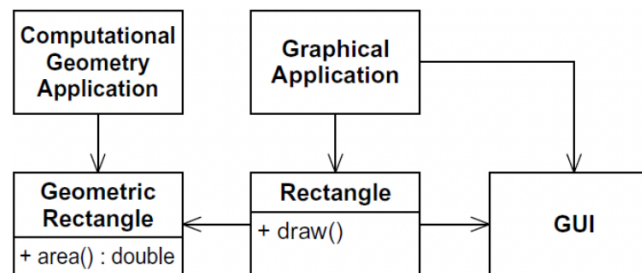 Computational
Geometry
Application
Graphical
Application
Geometric
Rectangle
+ area() : double
Rectangle
+ draw()
GUI